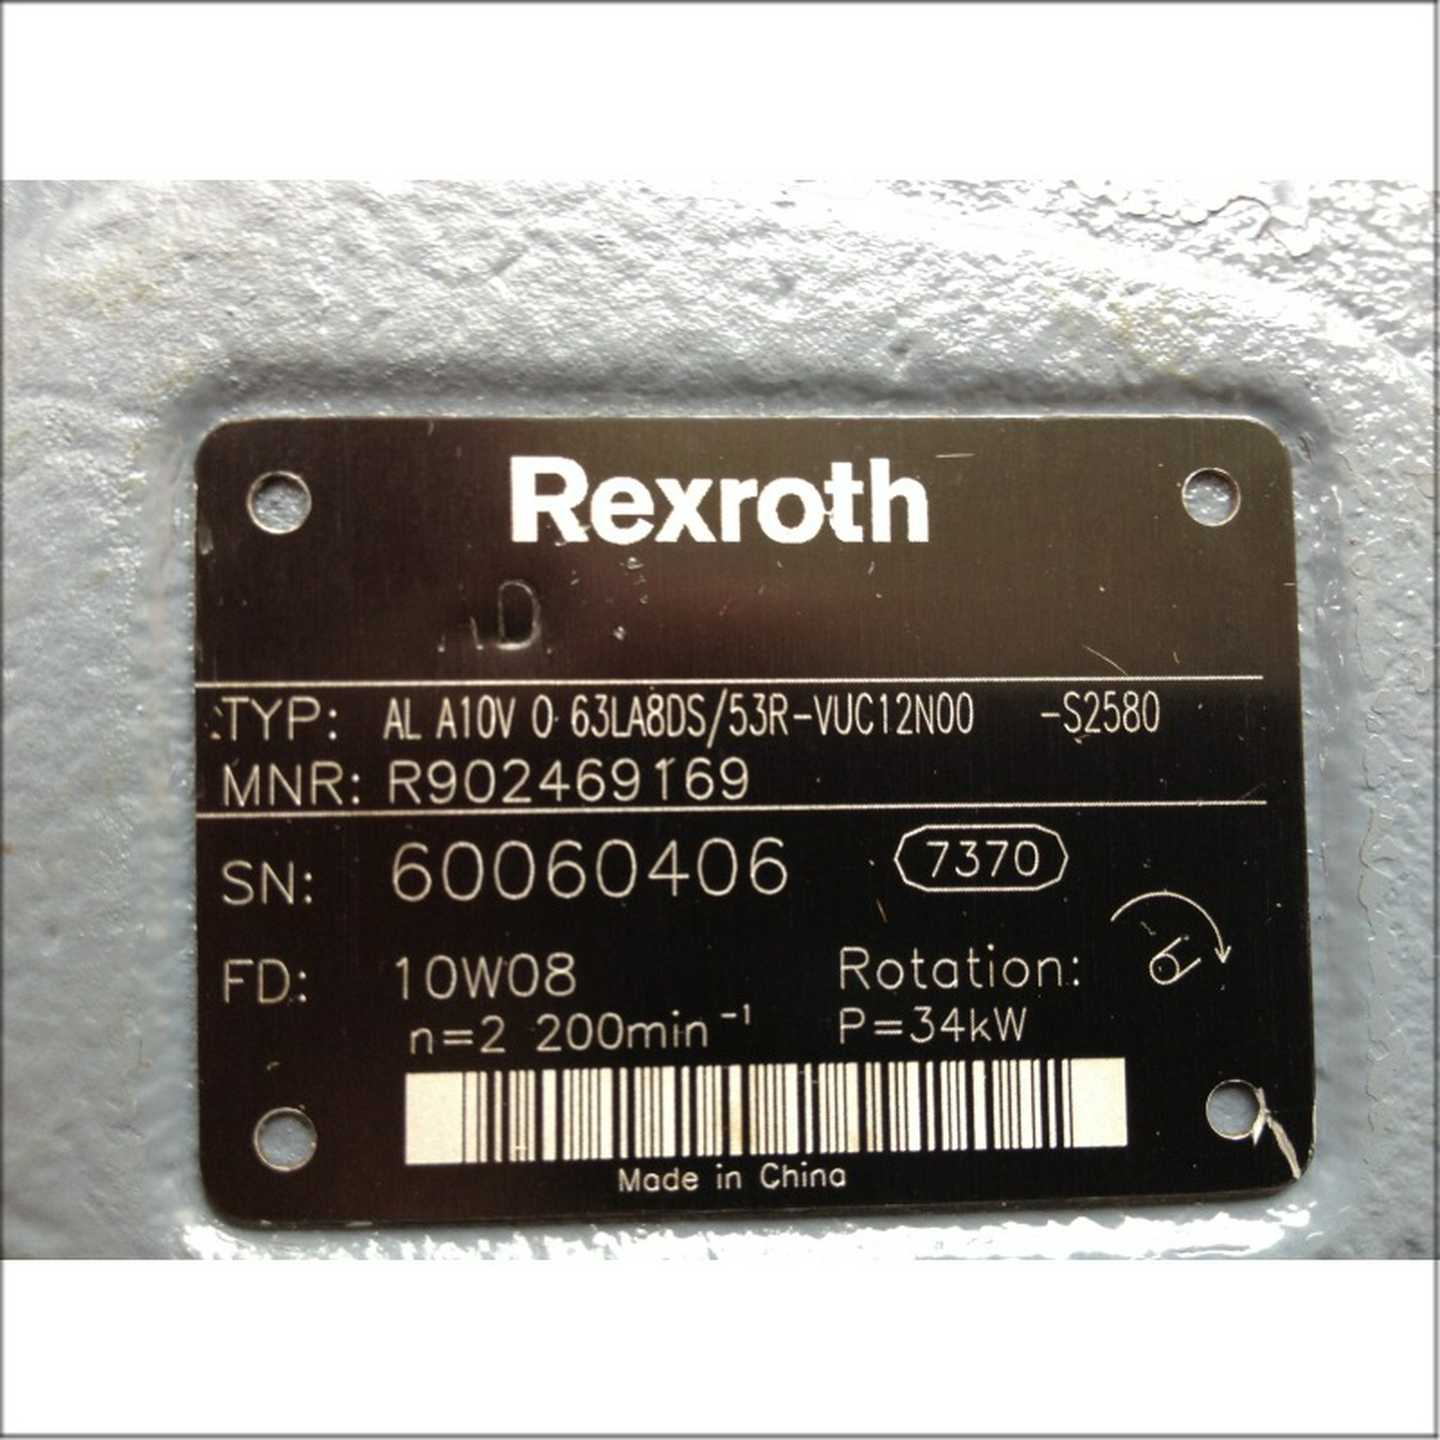 Rexroth
D
TYP: AL A10V O 63LA8DS/53R-VUC12N00 -S2580
MNR: R902469169
SN: 60060406 7370
FD: 10W08 Rotation:
n=2 200min⁻¹ P=34kW
Made in China